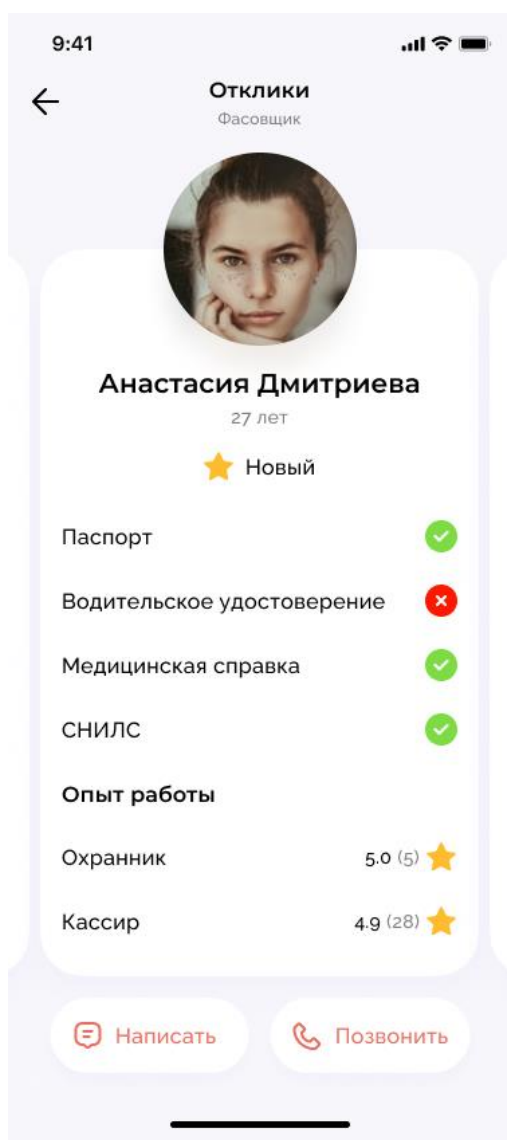 9:41
Отклики
Фасовщик
Анастасия Дмитриева
27 лет
Новый
Паспорт
Водительское удостоверение
Медицинская справка
СНИЛС
Опыт работы
Охранник 5.0 (5)
Кассир 4.9 (28)
Написать Позвонить